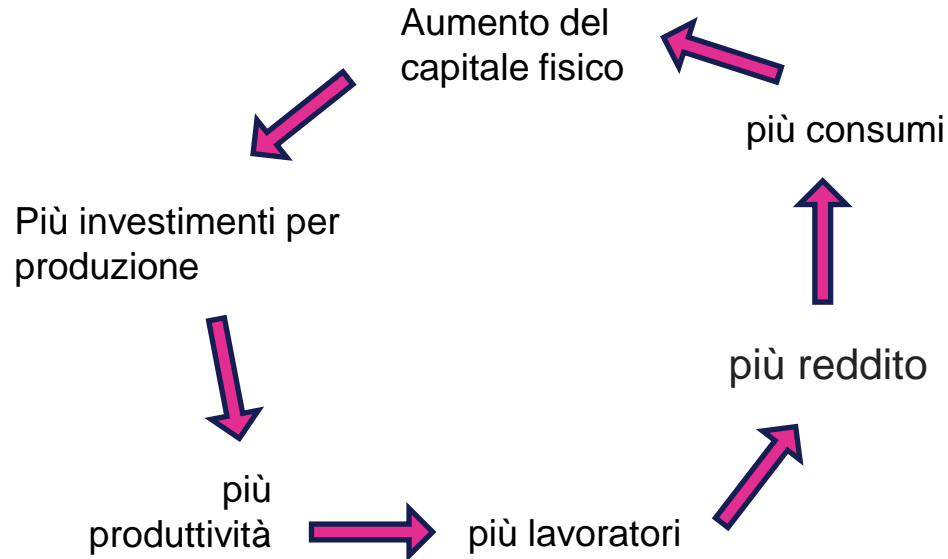 Aumento del
capitale fisico
più consumi
Più investimenti per
produzione
più reddito
più
produttività
più lavoratori